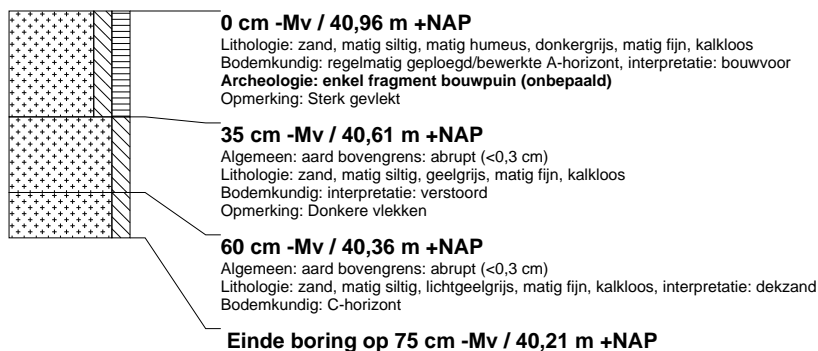 0 cm -Mv / 40,96 m +NAP
Lithologie: zand, matig siltig, matig humeus, donkergrijs, matig fijn, kalkloos
Bodemkundig: regelmatig geploegd/bewerkte A-horizont, interpretatie: bouwvoor
Archeologie: enkel fragment bouwpuin (onbepaald)
Opmerking: Sterk gevlekt
35 cm -Mv / 40,61 m +NAP
Algemeen: aard bovengrens: abrupt (<0,3 cm)
Lithologie: zand, matig siltig, geelgrijs, matig fijn, kalkloos
Bodemkundig: interpretatie: verstoord
Opmerking: Donkere vlekken
60 cm -Mv / 40,36 m +NAP
Algemeen: aard bovengrens: abrupt (<0,3 cm)
Lithologie: zand, matig siltig, lichtgeelgrijs, matig fijn, kalkloos, interpretatie: dekzand
Bodemkundig: C-horizont
Einde boring op 75 cm -Mv / 40,21 m +NAP